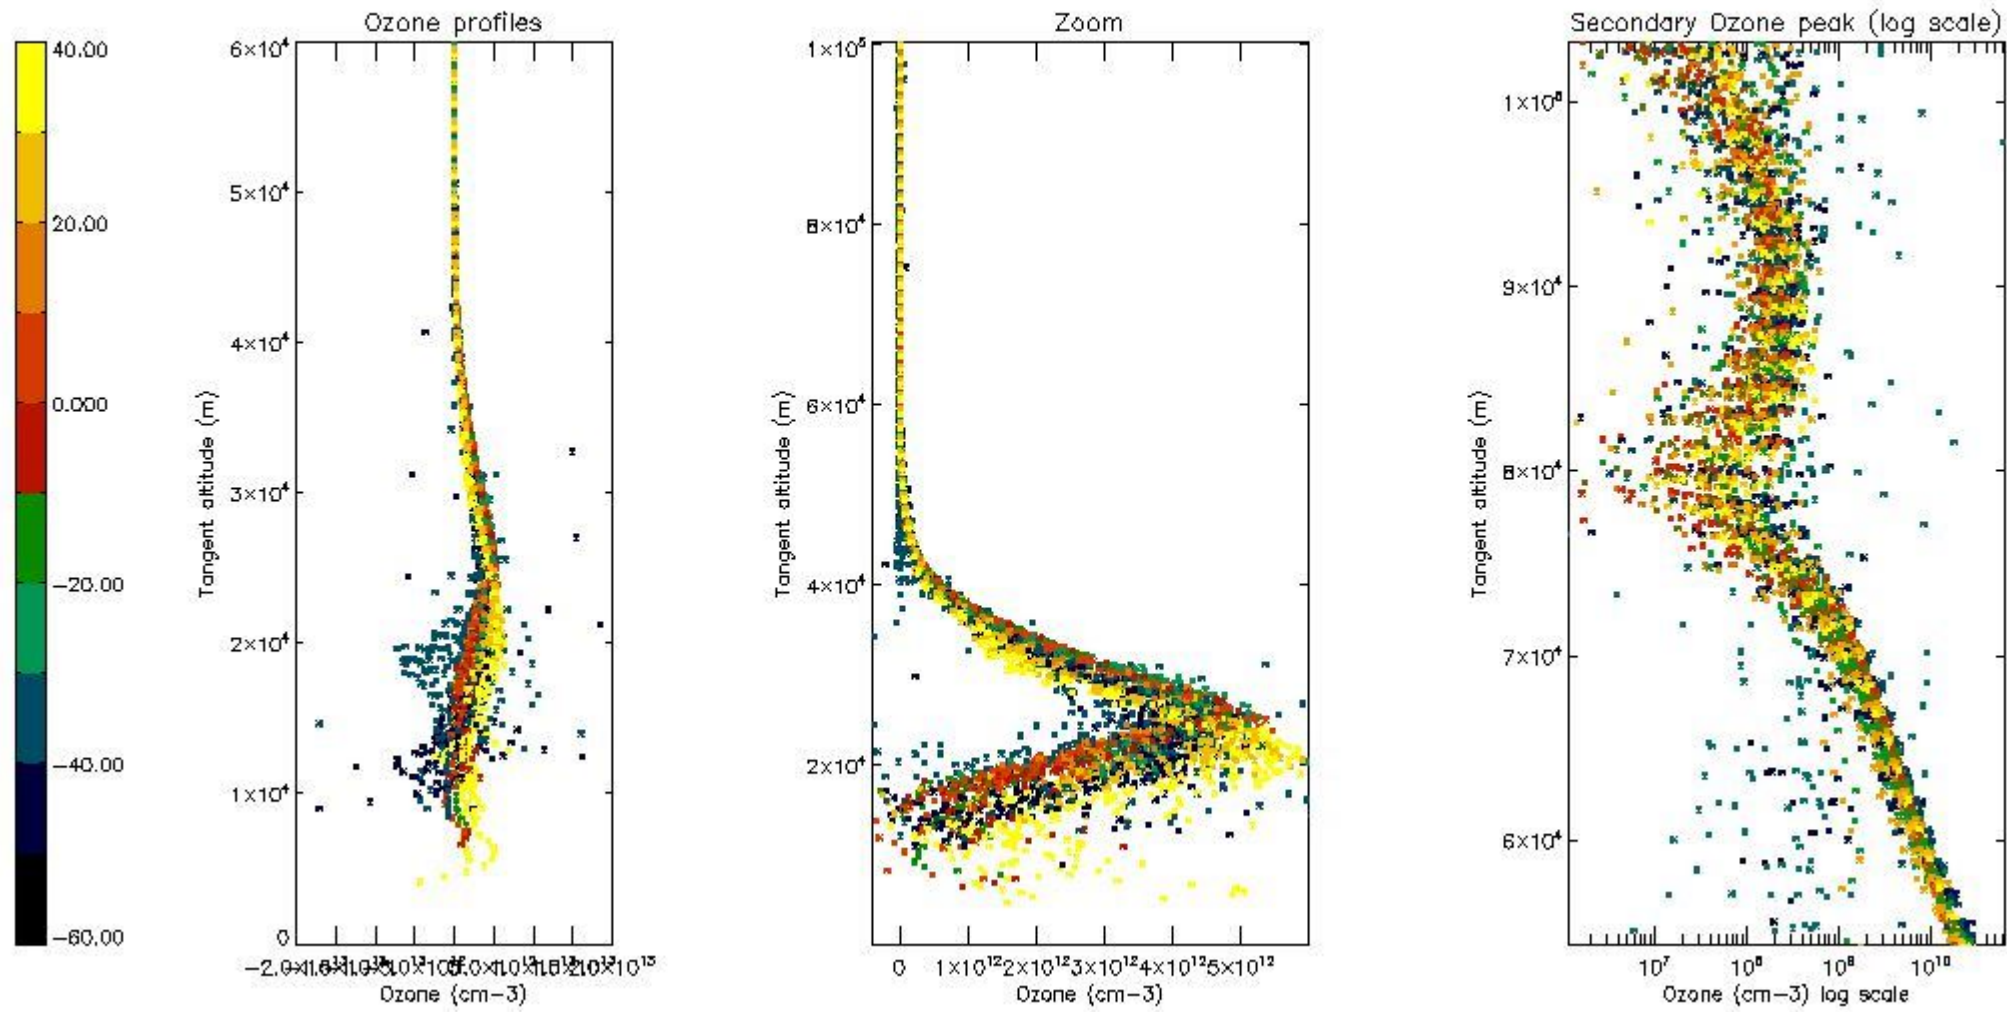 Ozone profiles
Zoom
Secondary Ozone peak (log scale)
40.00
20.00
0.000
−20.00
−40.00
−60.00
6×10⁴
5×10⁴
4×10⁴
3×10⁴
2×10⁴
1×10⁴
0
Tangent altitude (m)
Ozone (cm−3)
1×10⁵
8×10⁴
6×10⁴
4×10⁴
2×10⁴
Tangent altitude (m)
0 1×10¹² 2×10¹² 3×10¹² 4×10¹² 5×10¹²
Ozone (cm−3)
1×10⁵
9×10⁴
8×10⁴
7×10⁴
6×10⁴
Tangent altitude (m)
10⁷ 10⁸ 10⁹ 10¹⁰
Ozone (cm−3) log scale